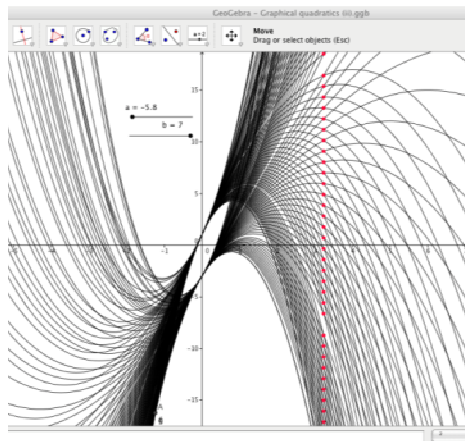 GeoGebra – Graphical quadratics (ii).ggb
a=2
Move
Drag or select objects (Esc)
a = −5.8
b = 7
15
10
5
−1
0
−5
−10
−15